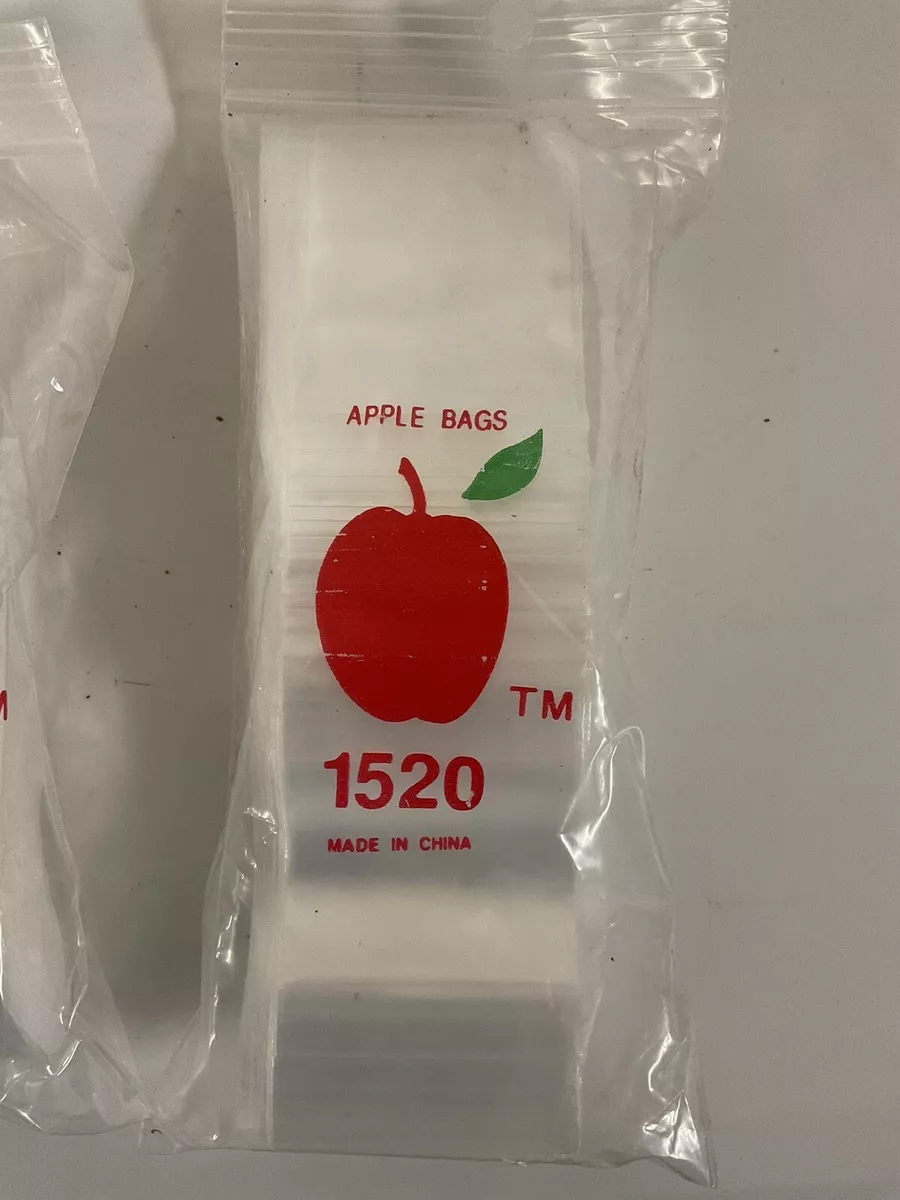 APPLE BAGS
TM
1520
MADE IN CHINA